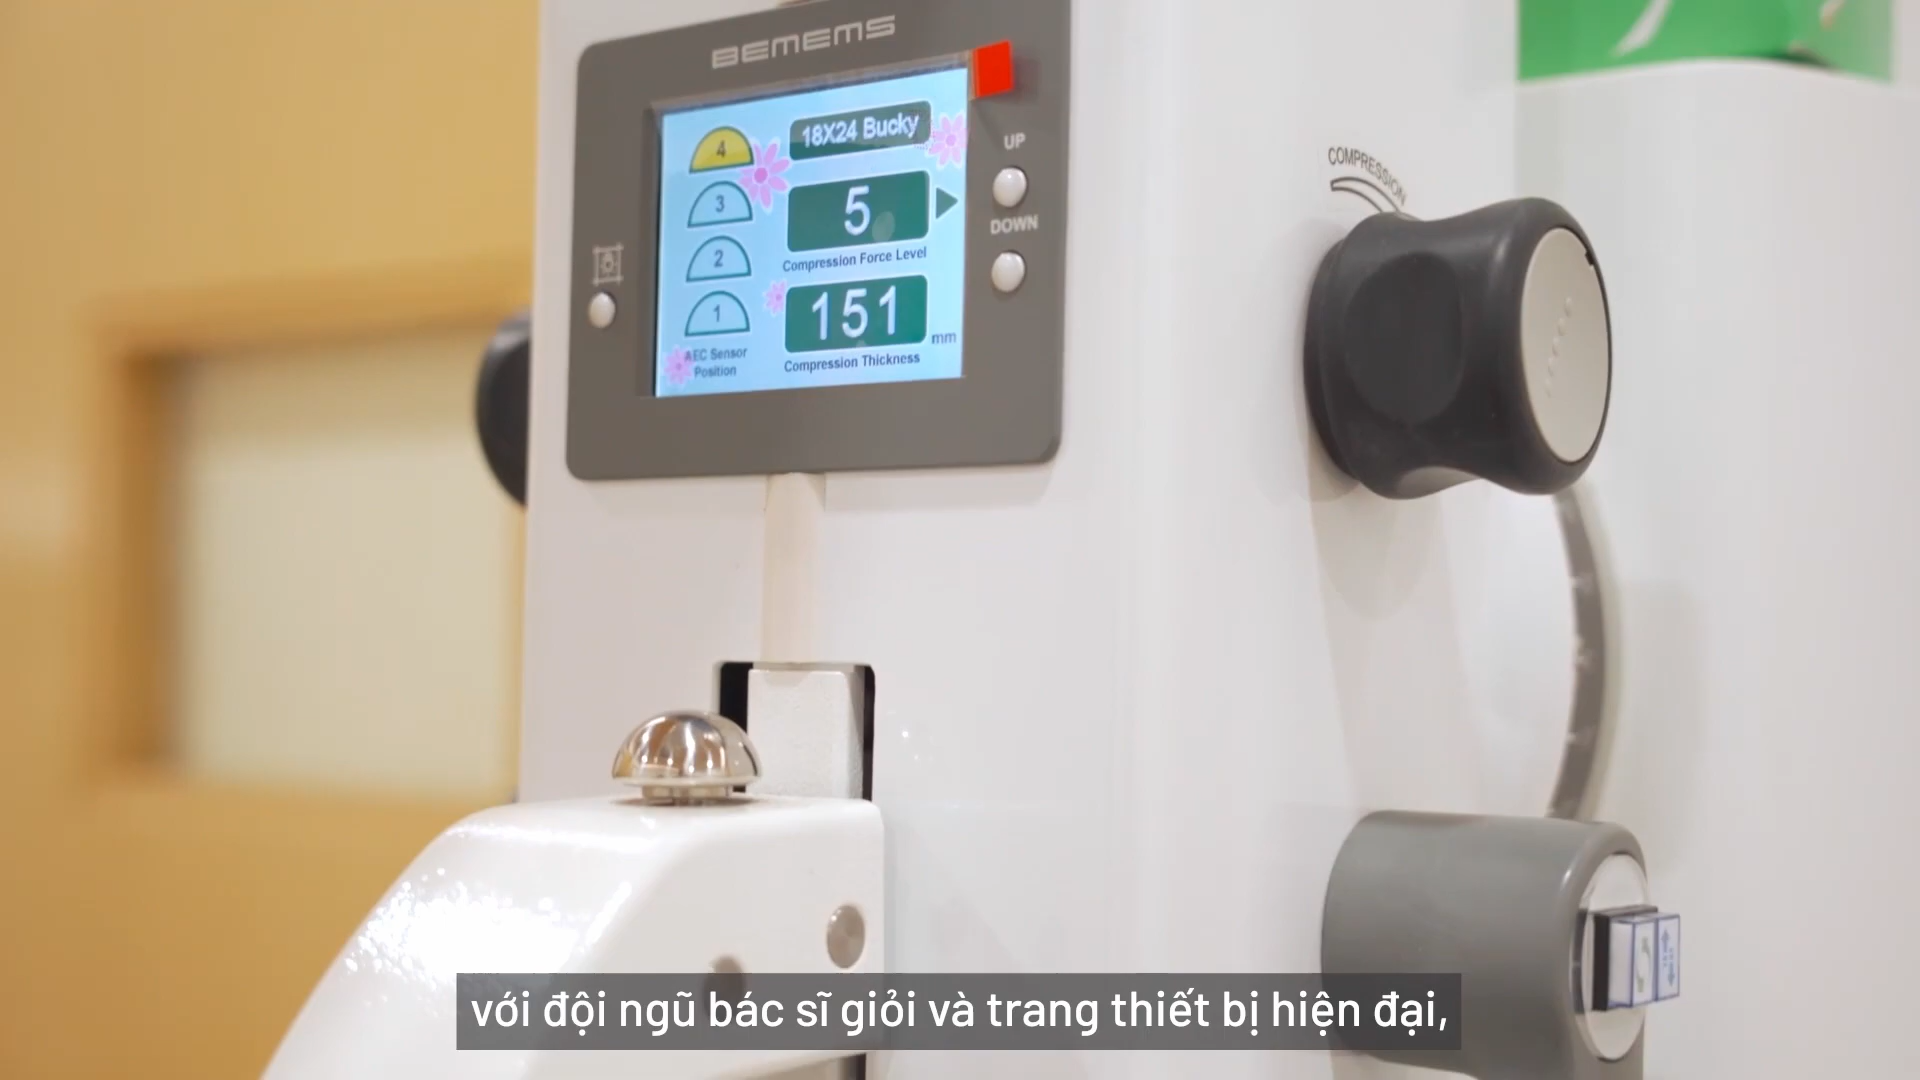 BEMEMS
4
18X24 Bucky
3
5
Compression Force Level
2
151
mm
1
Compression Thickness
AEC Sensor
Position
UP
DOWN
COMPRESSION
với đội ngũ bác sĩ giỏi và trang thiết bị hiện đại,